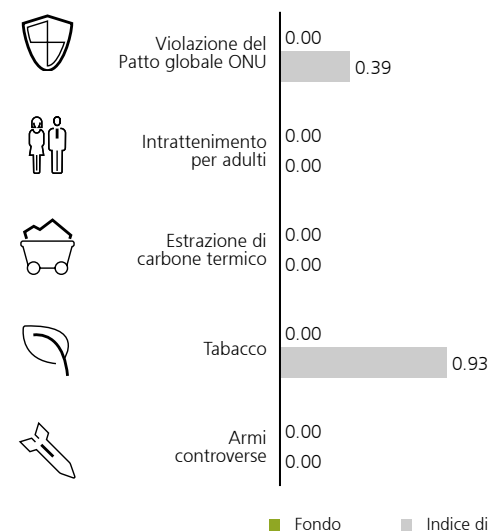 Violazione del
Patto globale ONU
0.00
0.39
Intrattenimento
per adulti
0.00
0.00
Estrazione di
carbone termico
0.00
0.00
Tabacco
0.00
0.93
Armi
controverse
0.00
0.00
Fondo
Indice di